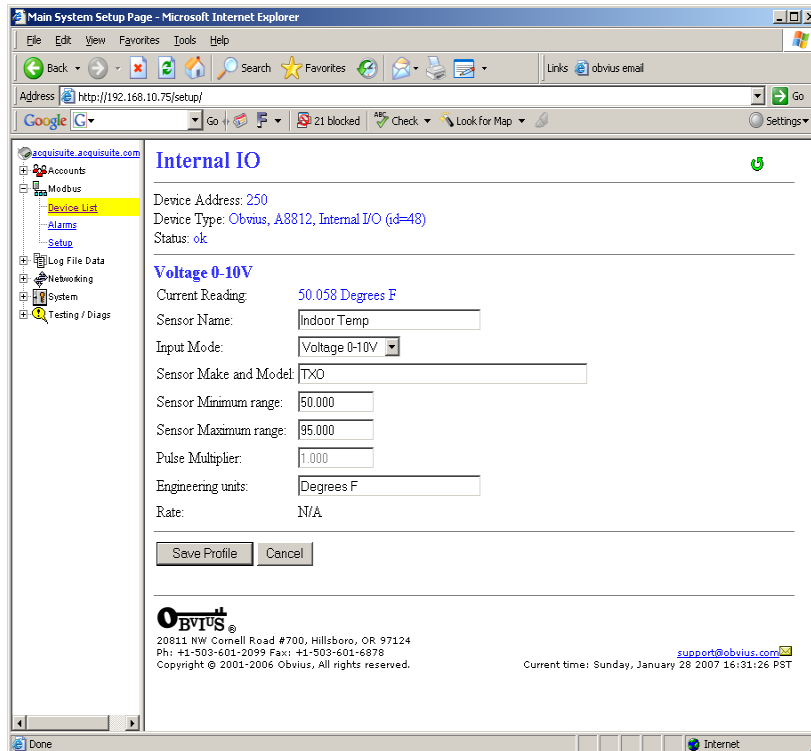 Main System Setup Page - Microsoft Internet Explorer
File Edit View Favorites Tools Help
Back Search Favorites Links obvius email
Address http://192.168.10.75/setup/ Go
Google G Go 21 blocked ABC Check Look for Map Settings
acquisuite.acquisuite.com
Accounts
Modbus
Device List
Alarms
Setup
Log File Data
Networking
System
Testing / Diags
Internal IO
Device Address: 250
Device Type: Obvius, A8812, Internal I/O (id=48)
Status: ok
Voltage 0-10V
Current Reading: 50.058 Degrees F
Sensor Name: Indoor Temp
Input Mode: Voltage 0-10V
Sensor Make and Model: TXO
Sensor Minimum range: 50.000
Sensor Maximum range: 95.000
Pulse Multiplier: 1.000
Engineering units: Degrees F
Rate: N/A
Save Profile Cancel
OBVIUS ®
20811 NW Cornell Road #700, Hillsboro, OR 97124
Ph: +1-503-601-2099 Fax: +1-503-601-6878 support@obvius.com
Copyright © 2001-2006 Obvius, All rights reserved. Current time: Sunday, January 28 2007 16:31:26 PST
Done Internet